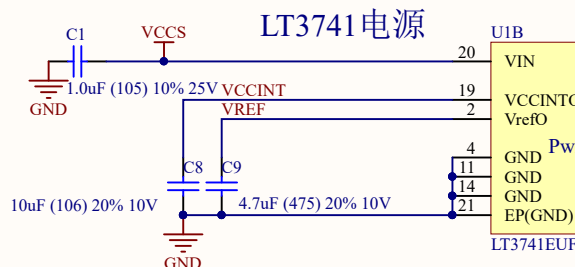 LT3741电源
C1
VCCS
U1B
20
VIN
GND
1.0uF (105) 10% 25V
VCCINT
19
VCCINTC
VREF
2
VrefO
4
GND
Pw
C8
C9
11
GND
14
GND
10uF (106) 20% 10V
4.7uF (475) 20% 10V
21
EP(GND)
GND
LT3741EUF